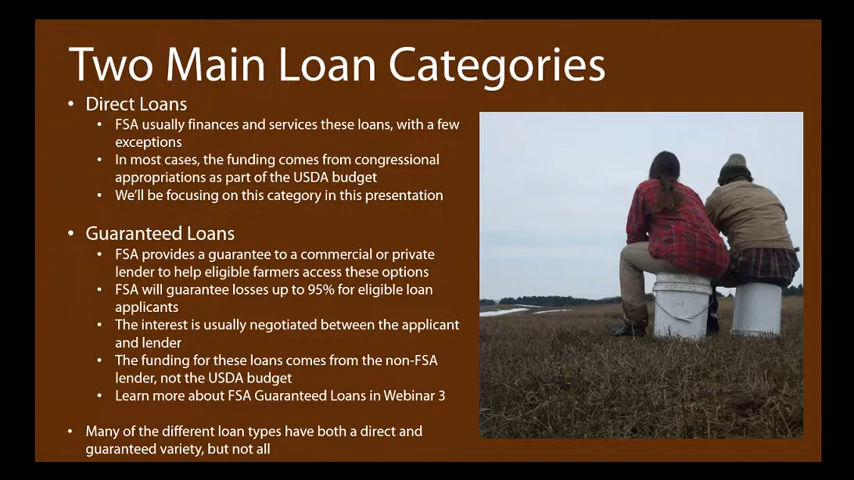 Two Main Loan Categories
• Direct Loans
• FSA usually finances and services these loans, with a few
exceptions
• In most cases, the funding comes from congressional
appropriations as part of the USDA budget
• We'll be focusing on this category in this presentation
• Guaranteed Loans
• FSA provides a guarantee to a commercial or private
lender to help eligible farmers access these options
• FSA will guarantee losses up to 95% for eligible loan
applicants
• The interest is usually negotiated between the applicant
and lender
• The funding for these loans comes from the non-FSA
lender, not the USDA budget
• Learn more about FSA Guaranteed Loans in Webinar 3
• Many of the different loan types have both a direct and
guaranteed variety, but not all